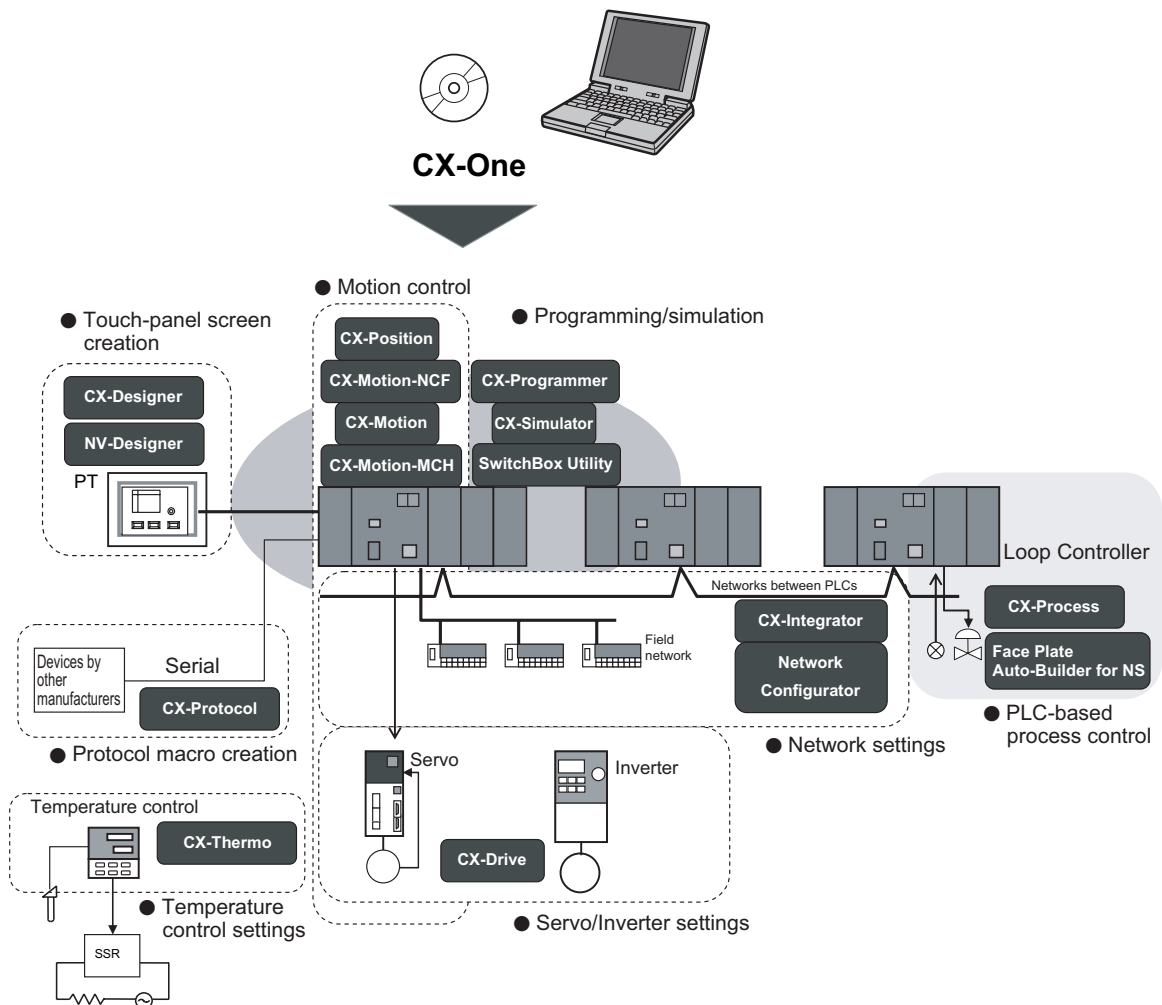 CX-One
● Motion control
● Touch-panel screen
creation
● Programming/simulation
CX-Position
CX-Motion-NCF
CX-Motion
CX-Motion-MCH
CX-Programmer
CX-Simulator
SwitchBox Utility
CX-Designer
NV-Designer
PT
Loop Controller
Networks between PLCs
CX-Process
Face Plate
Auto-Builder for NS
CX-Integrator
Network
Configurator
Field
network
Devices by
other
manufacturers
Serial
CX-Protocol
● PLC-based
process control
● Network settings
● Protocol macro creation
Servo
Inverter
Temperature control
CX-Thermo
CX-Drive
● Temperature
control settings
● Servo/Inverter settings
SSR